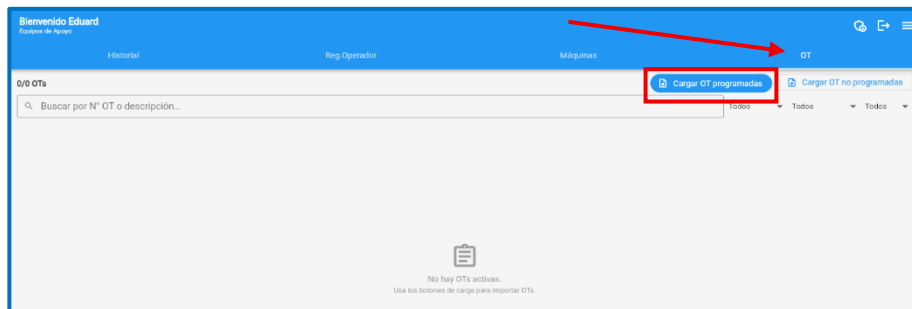 Bienvenido Eduard
Equipos de Apoyo
Historial Reg.Operador Máquinas OT
0/0 OTs Cargar OT programadas Cargar OT no programadas
Buscar por N° OT o descripción... Todos Todos Todos
No hay OTs activas.
Usa los botones de carga para importar OTs.